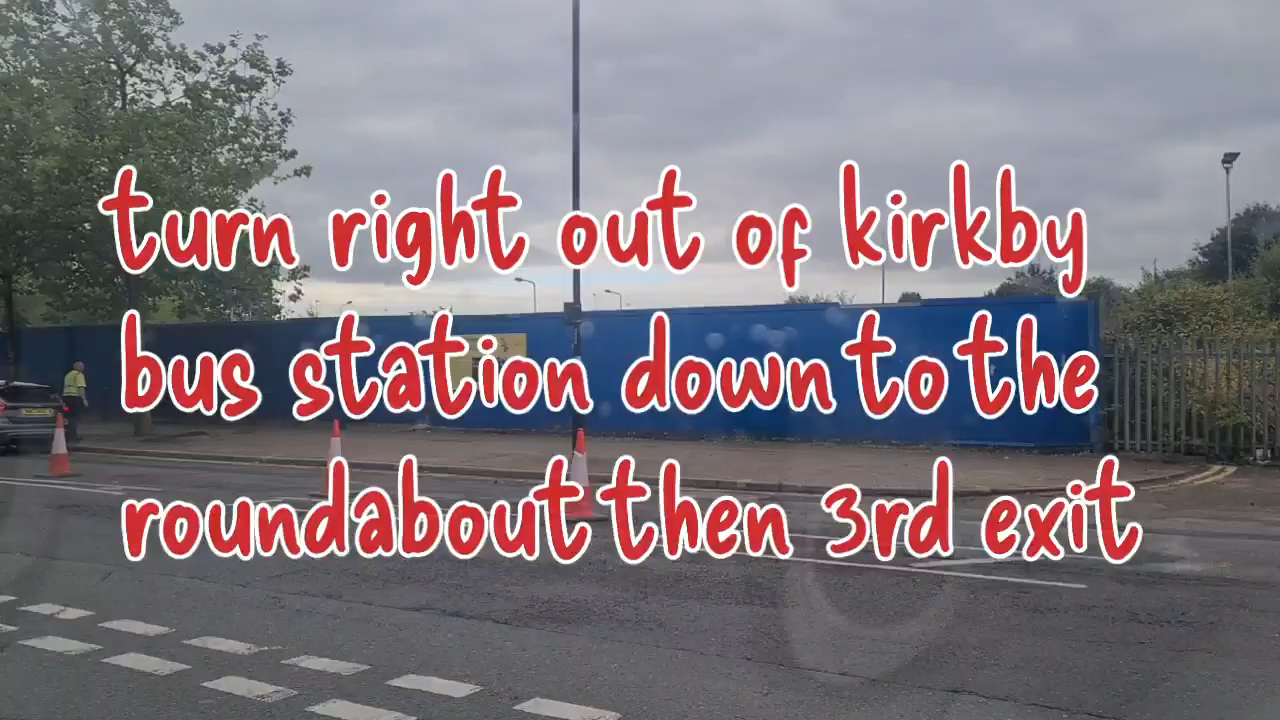 turn right out of kirkby
bus station down to the
roundabout then 3rd exit